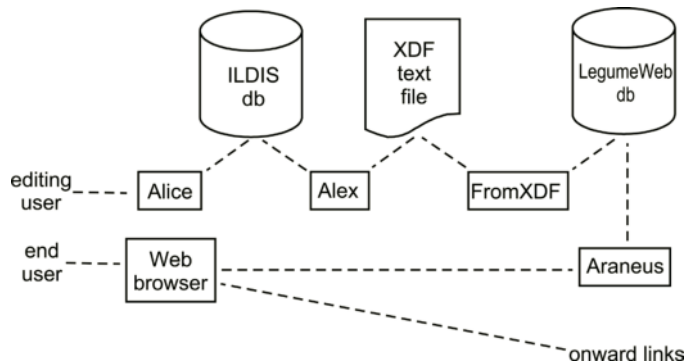 ILDIS
db
XDF
text
file
LegumeWeb
db
editing
user
Alice
Alex
FromXDF
end
user
Web
browser
Araneus
onward links